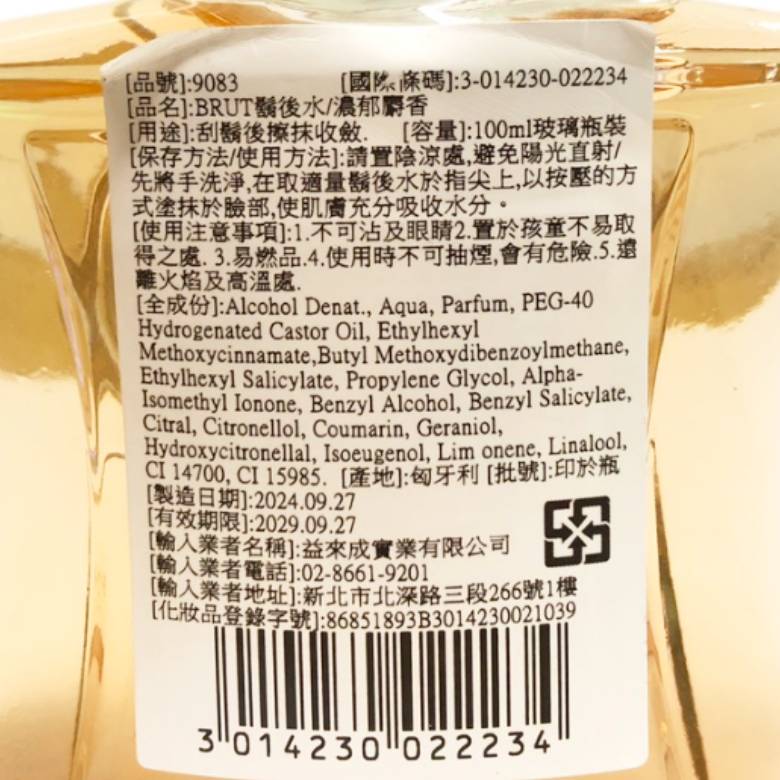 [品號]:9083 [國際條碼]:3-014230-022234
[品名]:BRUT鬍後水/濃郁麝香
[用途]:刮鬍後擦抹收斂. [容量]:100ml玻璃瓶裝
[保存方法/使用方法]:請置陰涼處,避免陽光直射/
先將手洗淨,在取適量鬍後水於指尖上,以按壓的方
式塗抹於臉部,使肌膚充分吸收水分。
[使用注意事項]:1.不可沾及眼睛2.置於孩童不易取
得之處. 3.易燃品.4.使用時不可抽煙,會有危險.5.遠
離火焰及高溫處.
[全成份]:Alcohol Denat., Aqua, Parfum, PEG-40
Hydrogenated Castor Oil, Ethylhexyl
Methoxycinnamate,Butyl Methoxydibenzoylmethane,
Ethylhexyl Salicylate, Propylene Glycol, Alpha-
Isomethyl Ionone, Benzyl Alcohol, Benzyl Salicylate,
Citral, Citronellol, Coumarin, Geraniol,
Hydroxycitronellal, Isoeugenol, Lim onene, Linalool,
CI 14700, CI 15985. [產地]:匈牙利 [批號]:印於瓶
[製造日期]:2024.09.27
[有效期限]:2029.09.27
[輸入業者名稱]:益來成實業有限公司
[輸入業者電話]:02-8661-9201
[輸入業者地址]:新北市北深路三段266號1樓
[化妝品登錄字號]:86851893B3014230021039
3 014230 022234